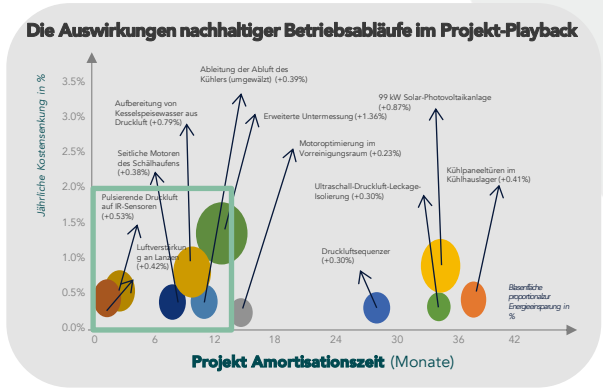 Die Auswirkungen nachhaltiger Betriebsabläufe im Projekt-Playback
Jährliche Kostensenkung in %
3.5%
3.0%
2.5%
2.0%
1.5%
1.0%
0.5%
0.0%
Ableitung der Abluft des
Kühlers (umgewälzt) (+0.39%)
Aufbereitung von
Kesselspeisewasser aus
Druckluft (+0.79%)
Erweiterte Untermessung (+1.36%)
99 kW Solar-Photovoltaikanlage
(+0.87%)
Seitliche Motoren
des Schälhaufens
(+0.38%)
Motoroptimierung im
Vorreinigungsraum (+0.23%)
Ultraschall-Druckluft-Leckage-
Isolierung (+0.30%)
Kühlpaneeltüren im
Kühlhauslager (+0.41%)
Pulsierende Druckluft
auf IR-Sensoren
(+0.53%)
Luftverstärkun
g an Lanzen
(+0.42%)
Druckluftsequenzer
(+0.30%)
Blasenfläche
proportional zur
Energieeinsparung in
%
0
6
12
18
24
30
36
42
Projekt Amortisationszeit (Monate)